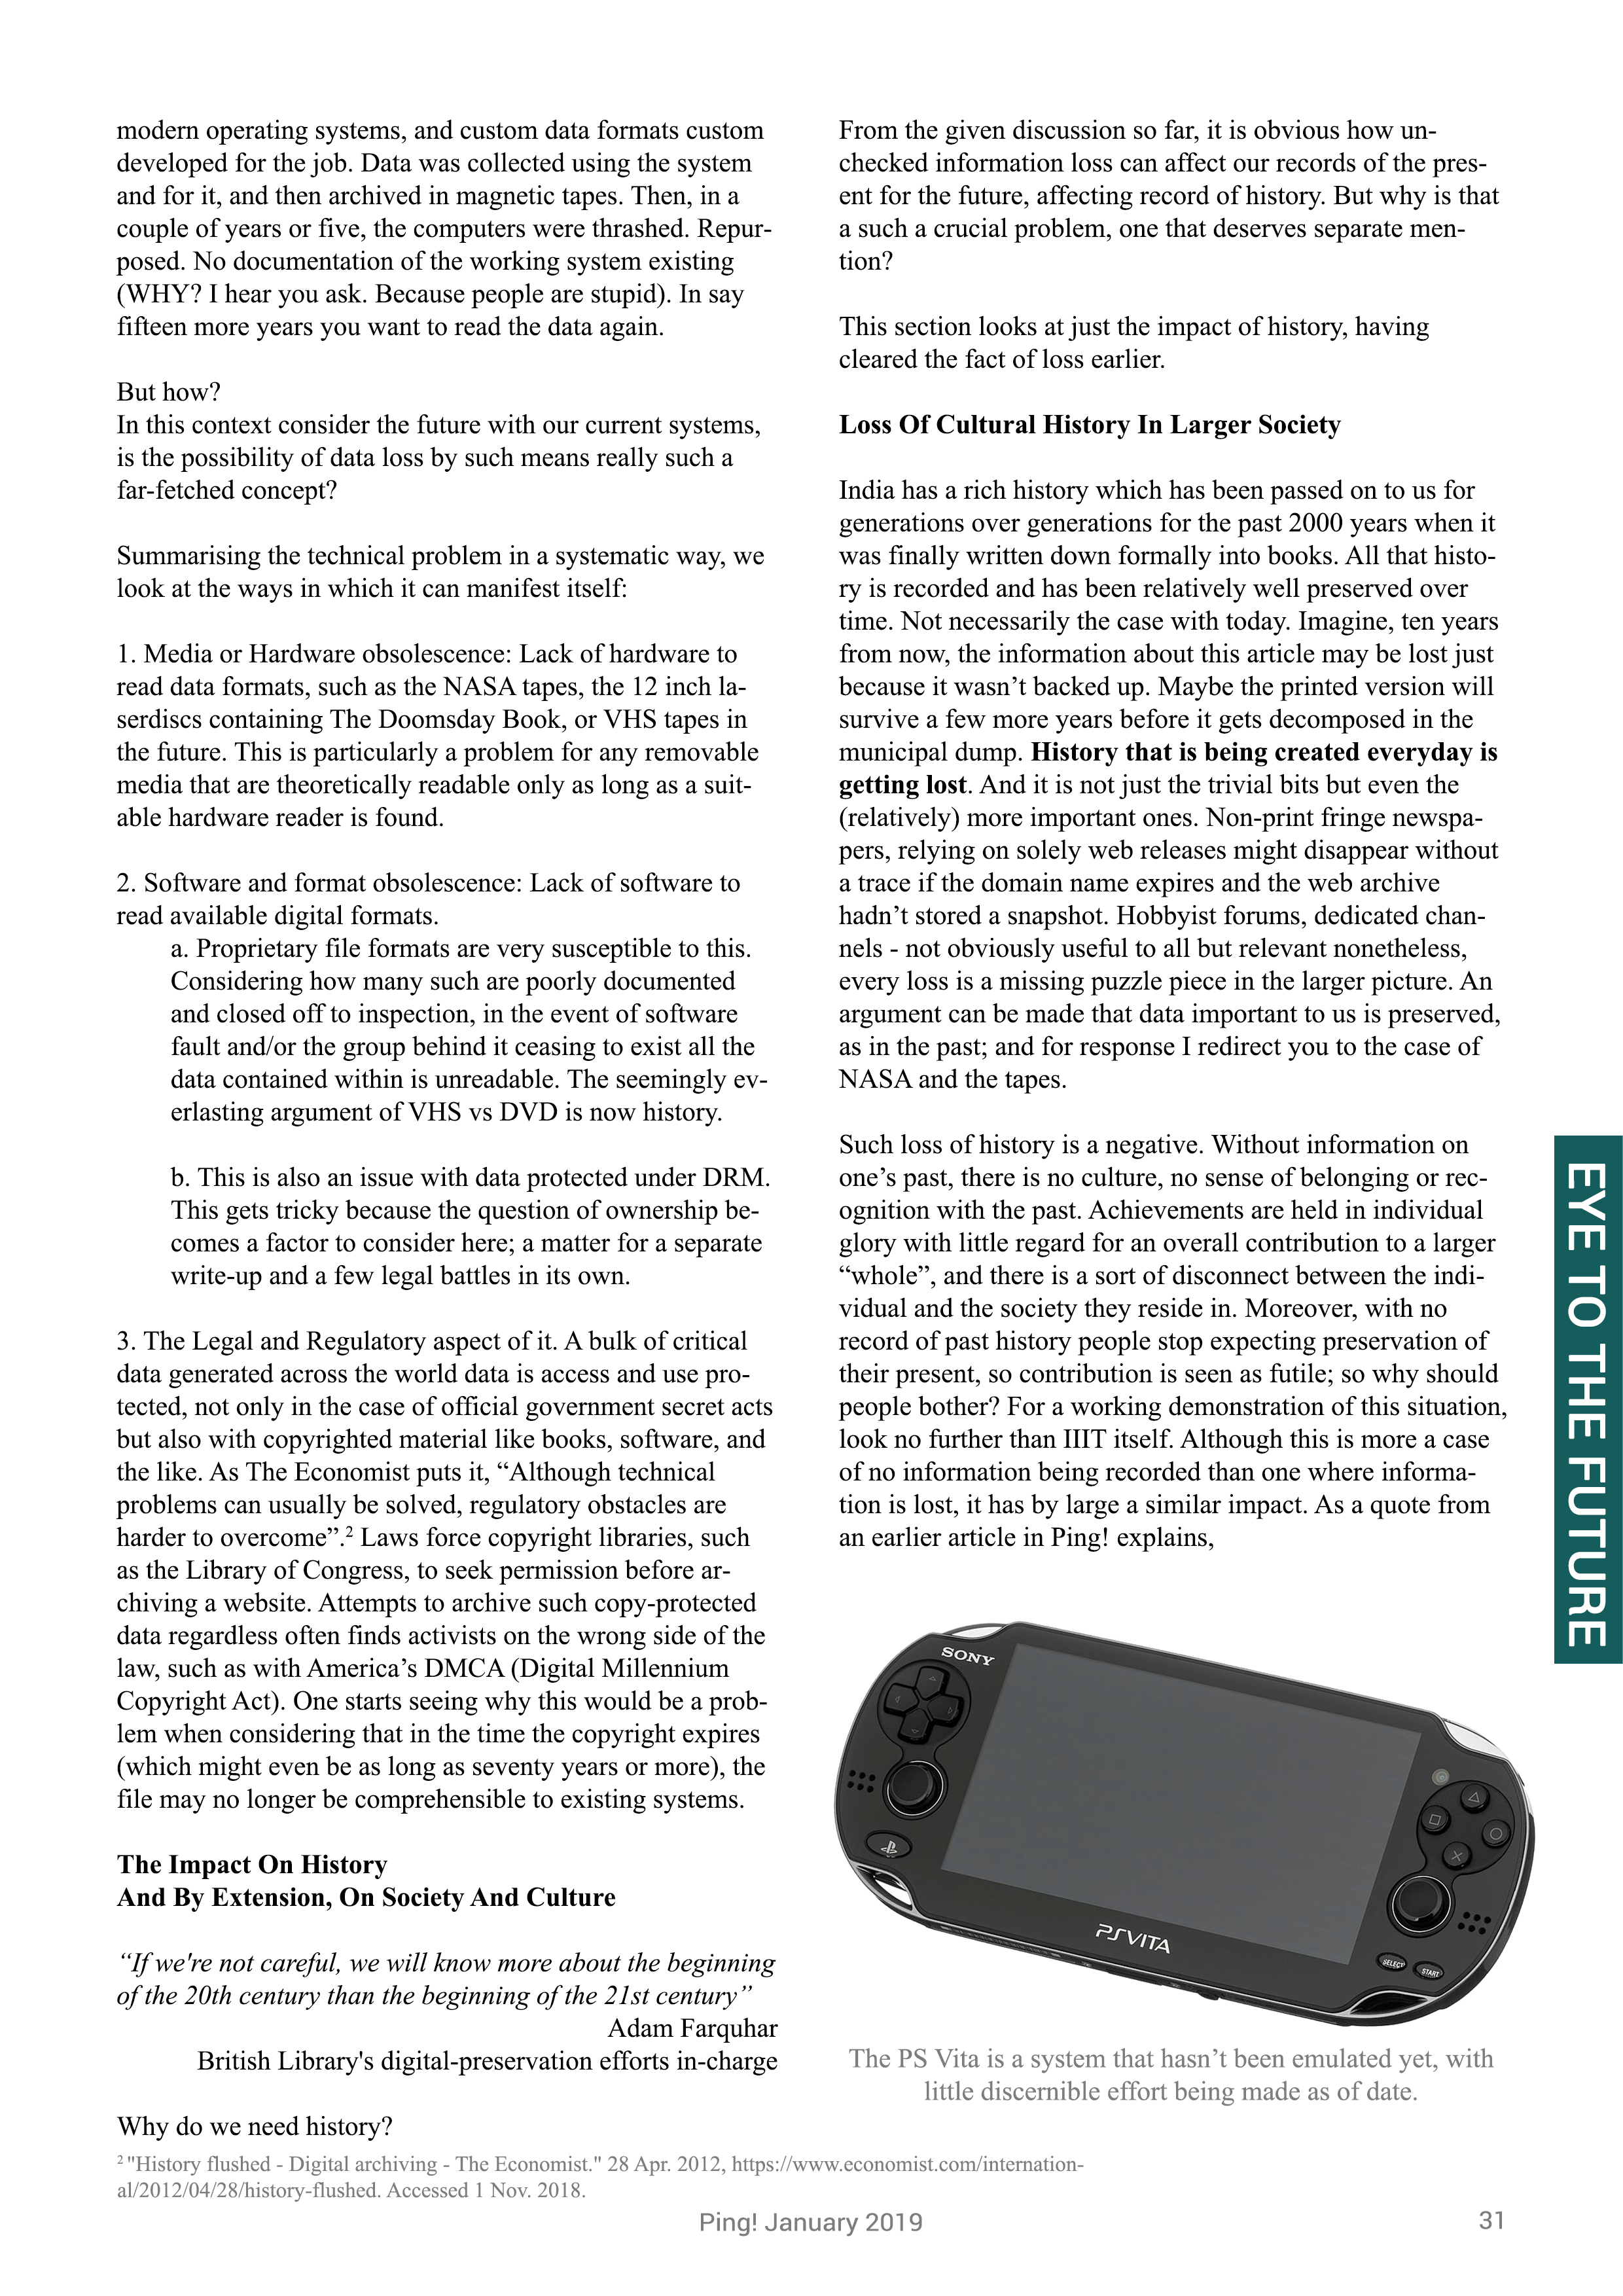 modern operating systems, and custom data formats custom
developed for the job. Data was collected using the system
and for it, and then archived in magnetic tapes. Then, in a
couple of years or five, the computers were thrashed. Repur-
posed. No documentation of the working system existing
(WHY? I hear you ask. Because people are stupid). In say
fifteen more years you want to read the data again.
But how?
In this context consider the future with our current systems,
is the possibility of data loss by such means really such a
far-fetched concept?
Summarising the technical problem in a systematic way, we
look at the ways in which it can manifest itself:
1. Media or Hardware obsolescence: Lack of hardware to
read data formats, such as the NASA tapes, the 12 inch la-
serdiscs containing The Doomsday Book, or VHS tapes in
the future. This is particularly a problem for any removable
media that are theoretically readable only as long as a suit-
able hardware reader is found.
2. Software and format obsolescence: Lack of software to
read available digital formats.
a. Proprietary file formats are very susceptible to this.
Considering how many such are poorly documented
and closed off to inspection, in the event of software
fault and/or the group behind it ceasing to exist all the
data contained within is unreadable. The seemingly ev-
erlasting argument of VHS vs DVD is now history.
b. This is also an issue with data protected under DRM.
This gets tricky because the question of ownership be-
comes a factor to consider here; a matter for a separate
write-up and a few legal battles in its own.
3. The Legal and Regulatory aspect of it. A bulk of critical
data generated across the world data is access and use pro-
tected, not only in the case of official government secret acts
but also with copyrighted material like books, software, and
the like. As The Economist puts it, “Although technical
problems can usually be solved, regulatory obstacles are
harder to overcome”.² Laws force copyright libraries, such
as the Library of Congress, to seek permission before ar-
chiving a website. Attempts to archive such copy-protected
data regardless often finds activists on the wrong side of the
law, such as with America’s DMCA (Digital Millennium
Copyright Act). One starts seeing why this would be a prob-
lem when considering that in the time the copyright expires
(which might even be as long as seventy years or more), the
file may no longer be comprehensible to existing systems.
The Impact On History
And By Extension, On Society And Culture
“If we're not careful, we will know more about the beginning
of the 20th century than the beginning of the 21st century”
Adam Farquhar
British Library's digital-preservation efforts in-charge
Why do we need history?
From the given discussion so far, it is obvious how un-
checked information loss can affect our records of the pres-
ent for the future, affecting record of history. But why is that
a such a crucial problem, one that deserves separate men-
tion?
This section looks at just the impact of history, having
cleared the fact of loss earlier.
Loss Of Cultural History In Larger Society
India has a rich history which has been passed on to us for
generations over generations for the past 2000 years when it
was finally written down formally into books. All that histo-
ry is recorded and has been relatively well preserved over
time. Not necessarily the case with today. Imagine, ten years
from now, the information about this article may be lost just
because it wasn’t backed up. Maybe the printed version will
survive a few more years before it gets decomposed in the
municipal dump. History that is being created everyday is
getting lost. And it is not just the trivial bits but even the
(relatively) more important ones. Non-print fringe newspa-
pers, relying on solely web releases might disappear without
a trace if the domain name expires and the web archive
hadn’t stored a snapshot. Hobbyist forums, dedicated chan-
nels - not obviously useful to all but relevant nonetheless,
every loss is a missing puzzle piece in the larger picture. An
argument can be made that data important to us is preserved,
as in the past; and for response I redirect you to the case of
NASA and the tapes.
Such loss of history is a negative. Without information on
one’s past, there is no culture, no sense of belonging or rec-
ognition with the past. Achievements are held in individual
glory with little regard for an overall contribution to a larger
“whole”, and there is a sort of disconnect between the indi-
vidual and the society they reside in. Moreover, with no
record of past history people stop expecting preservation of
their present, so contribution is seen as futile; so why should
people bother? For a working demonstration of this situation,
look no further than IIIT itself. Although this is more a case
of no information being recorded than one where informa-
tion is lost, it has by large a similar impact. As a quote from
an earlier article in Ping! explains,
SONY
PSVITA
SELECT
START
The PS Vita is a system that hasn’t been emulated yet, with
little discernible effort being made as of date.
EYE TO THE FUTURE
² "History flushed - Digital archiving - The Economist." 28 Apr. 2012, https://www.economist.com/internation-
al/2012/04/28/history-flushed. Accessed 1 Nov. 2018.
Ping! January 2019
31